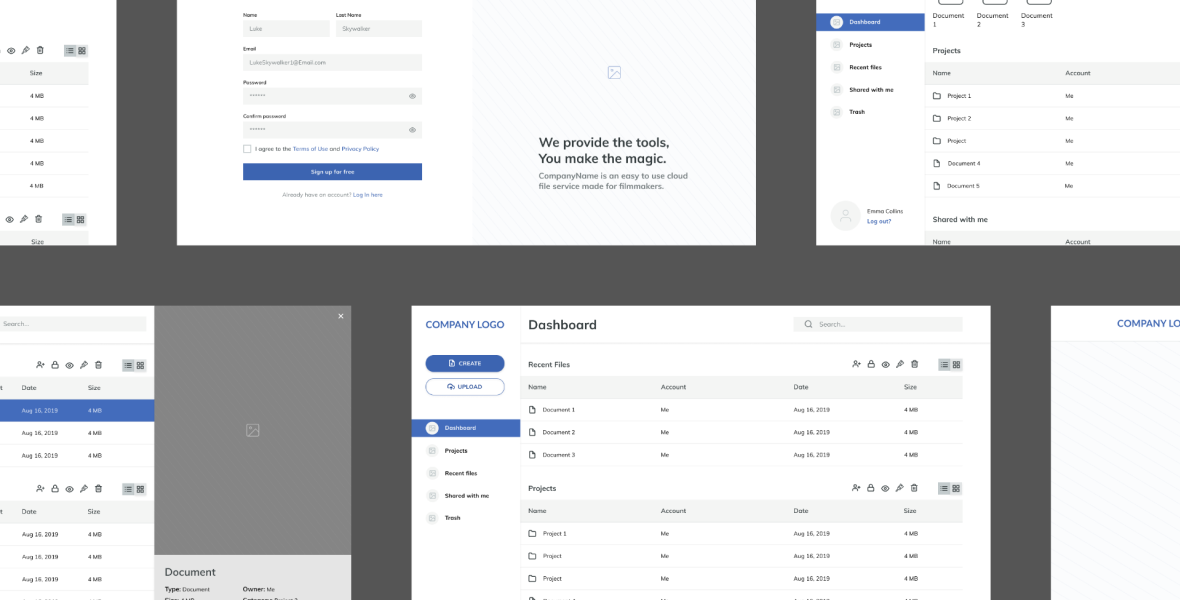 Size
4 MB
4 MB
4 MB
4 MB
4 MB
Size
Name
Last Name
Luke
Skywalker
Email
LukeSkywalker1@Email.com
Password
••••••
Confirm password
••••••
I agree to the Terms of Use and Privacy Policy
Sign up for free
Already have an account? Log in here
We provide the tools,
You make the magic.
CompanyName is an easy to use cloud
file service made for filmmakers.
Dashboard
Projects
Recent files
Shared with me
Trash
Emma Collins
Log out?
Document
1
Document
2
Document
3
Projects
Name Account
Project 1 Me
Project 2 Me
Project Me
Document 4 Me
Document 5 Me
Shared with me
Name Account
Search...
Date Size
Aug 16, 2019 4 MB
Aug 16, 2019 4 MB
Aug 16, 2019 4 MB
Date Size
Aug 16, 2019 4 MB
Aug 16, 2019 4 MB
Aug 16, 2019 4 MB
Document
Type: Document
Owner: Me
COMPANY LOGO
CREATE
UPLOAD
Dashboard
Projects
Recent files
Shared with me
Trash
Dashboard
Search...
Recent Files
Name Account Date Size
Document 1 Me Aug 16, 2019 4 MB
Document 2 Me Aug 16, 2019 4 MB
Document 3 Me Aug 16, 2019 4 MB
Projects
Name Account Date Size
Project 1 Me Aug 16, 2019 4 MB
Project Me Aug 16, 2019 4 MB
Project Me Aug 16, 2019 4 MB
COMPANY LO